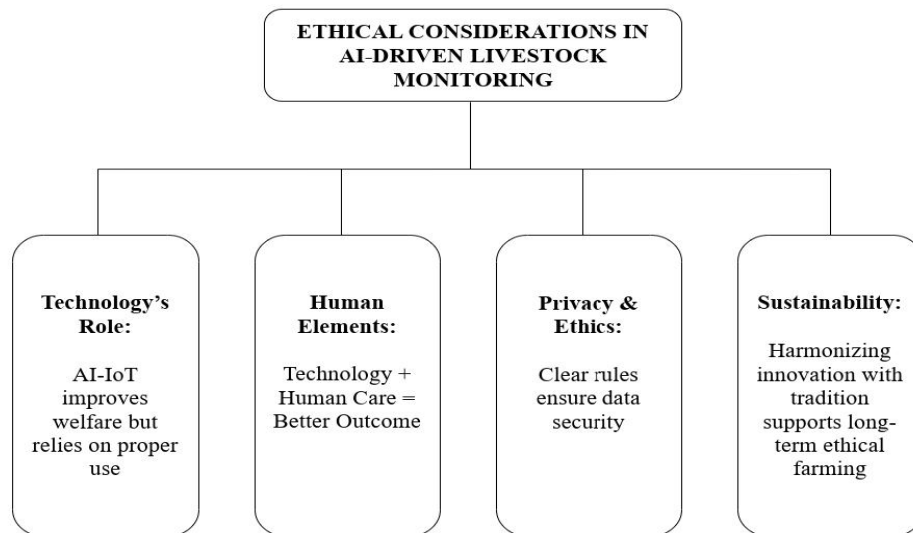 ETHICAL CONSIDERATIONS IN
AI-DRIVEN LIVESTOCK
MONITORING
Technology’s
Role:
AI-IoT
improves
welfare but
relies on proper
use
Human
Elements:
Technology +
Human Care =
Better Outcome
Privacy &
Ethics:
Clear rules
ensure data
security
Sustainability:
Harmonizing
innovation with
tradition
supports long-
term ethical
farming